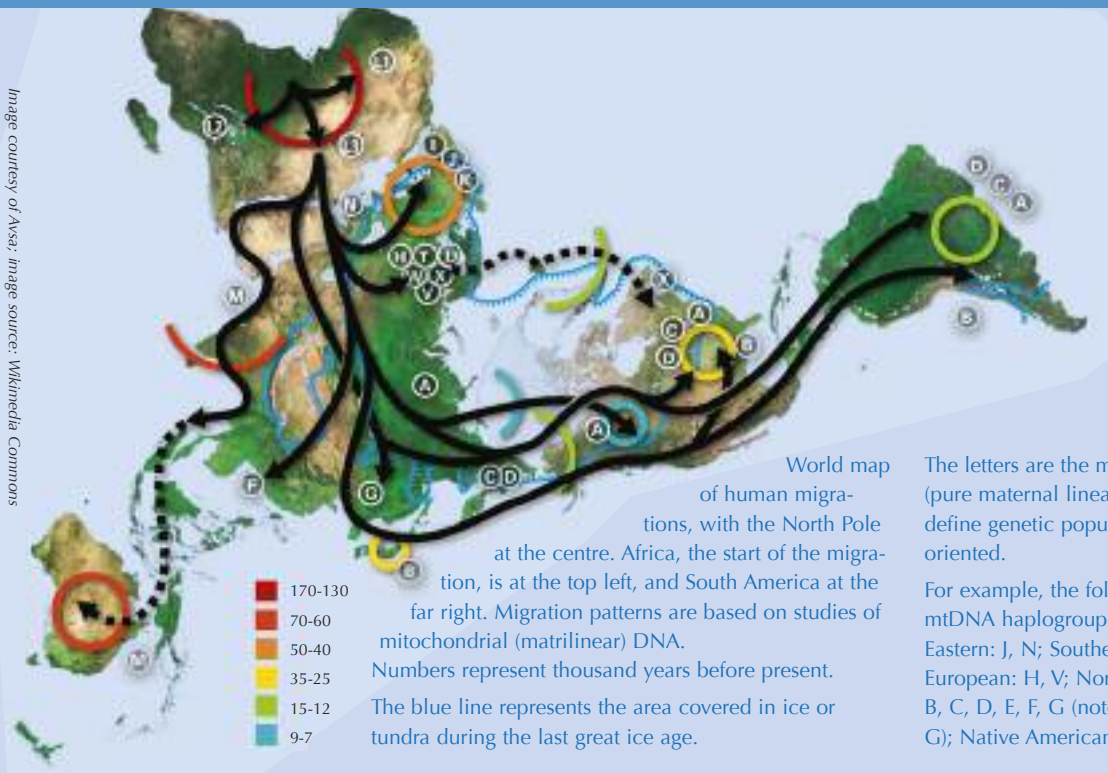 Image courtesy of Avsa; image source: Wikimedia Commons
L1
L2
L3
I
J
K
N
H T U
W X
V
M
X
A
C
B
D
D
C
A
B
A
A
C D
F
G
B
M
170-130
70-60
50-40
35-25
15-12
9-7
World map
of human migra-
tions, with the North Pole
at the centre. Africa, the start of the migra-
tion, is at the top left, and South America at the
far right. Migration patterns are based on studies of
mitochondrial (matrilinear) DNA.
Numbers represent thousand years before present.
The blue line represents the area covered in ice or
tundra during the last great ice age.
The letters are the m
(pure maternal linea
define genetic popu
oriented.
For example, the fol
mtDNA haplogroup
Eastern: J, N; Southe
European: H, V; Nor
B, C, D, E, F, G (not
G); Native American